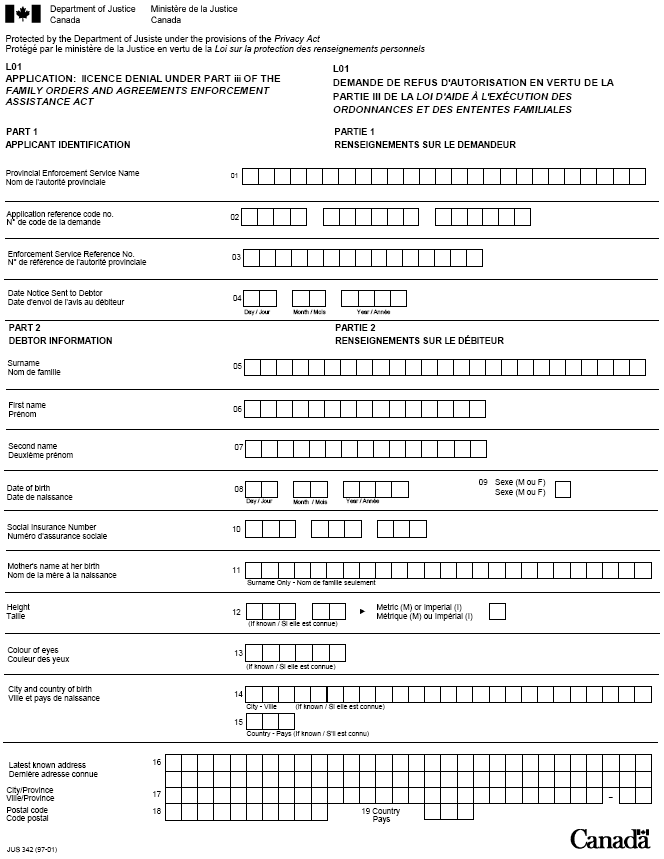 Department of Justice
Canada
Ministère de la Justice
Canada
Protected by the Department of Jusiste under the provisions of the Privacy Act
Protégé par le ministère de la Justice en vertu de la Loi sur la protection des renseignements personnels
L01
APPLICATION: lICENCE DENIAL UNDER PART iii OF THE
FAMILY ORDERS AND AGREEMENTS ENFORCEMENT
ASSISTANCE ACT
L01
DEMANDE DE REFUS D'AUTORISATION EN VERTU DE LA
PARTIE III DE LA LOI D'AIDE À L'EXÉCUTION DES
ORDONNANCES ET DES ENTENTES FAMILIALES
PART 1
APPLICANT IDENTIFICATION
PARTIE 1
RENSEIGNEMENTS SUR LE DEMANDEUR
Provincial Enforcement Service Name
Nom de l'autorité provinciale
01
Application reference code no.
N° de code de la demande
02
Enforcement Service Reference No.
N° de référence de l'autorité provinciale
03
Date Notice Sent to Debtor
Date d'envoi de l'avis au débiteur
04
Day / Jour
Month / Mois
Year / Année
PART 2
DEBTOR INFORMATION
PARTIE 2
RENSEIGNEMENTS SUR LE DÉBITEUR
Surname
Nom de famille
05
First name
Prénom
06
Second name
Deuxième prénom
07
Date of birth
Date de naissance
08
Day / Jour
Month / Mois
Year / Année
09 Sexe (M ou F)
Sexe (M ou F)
Social Insurance Number
Numéro d'assurance sociale
10
Mother's name at her birth
Nom de la mère à la naissance
11
Surname Only - Nom de famille seulement
Height
Taille
12
(If known / Si elle est connue)
► Metric (M) or Imperial (I)
Métrique (M) ou Impérial (I)
Colour of eyes
Couleur des yeux
13
(If known / Si elle est connue)
City and country of birth
Ville et pays de naissance
14
City - Ville (If known / Si elle est connue)
15
Country - Pays (If known / S'il est connu)
Latest known address
Dernière adresse connue
16
City/Province
Ville/Province
17
–
Postal code
Code postal
18
19 Country
Pays
JUS 342 (97-01)
Canada